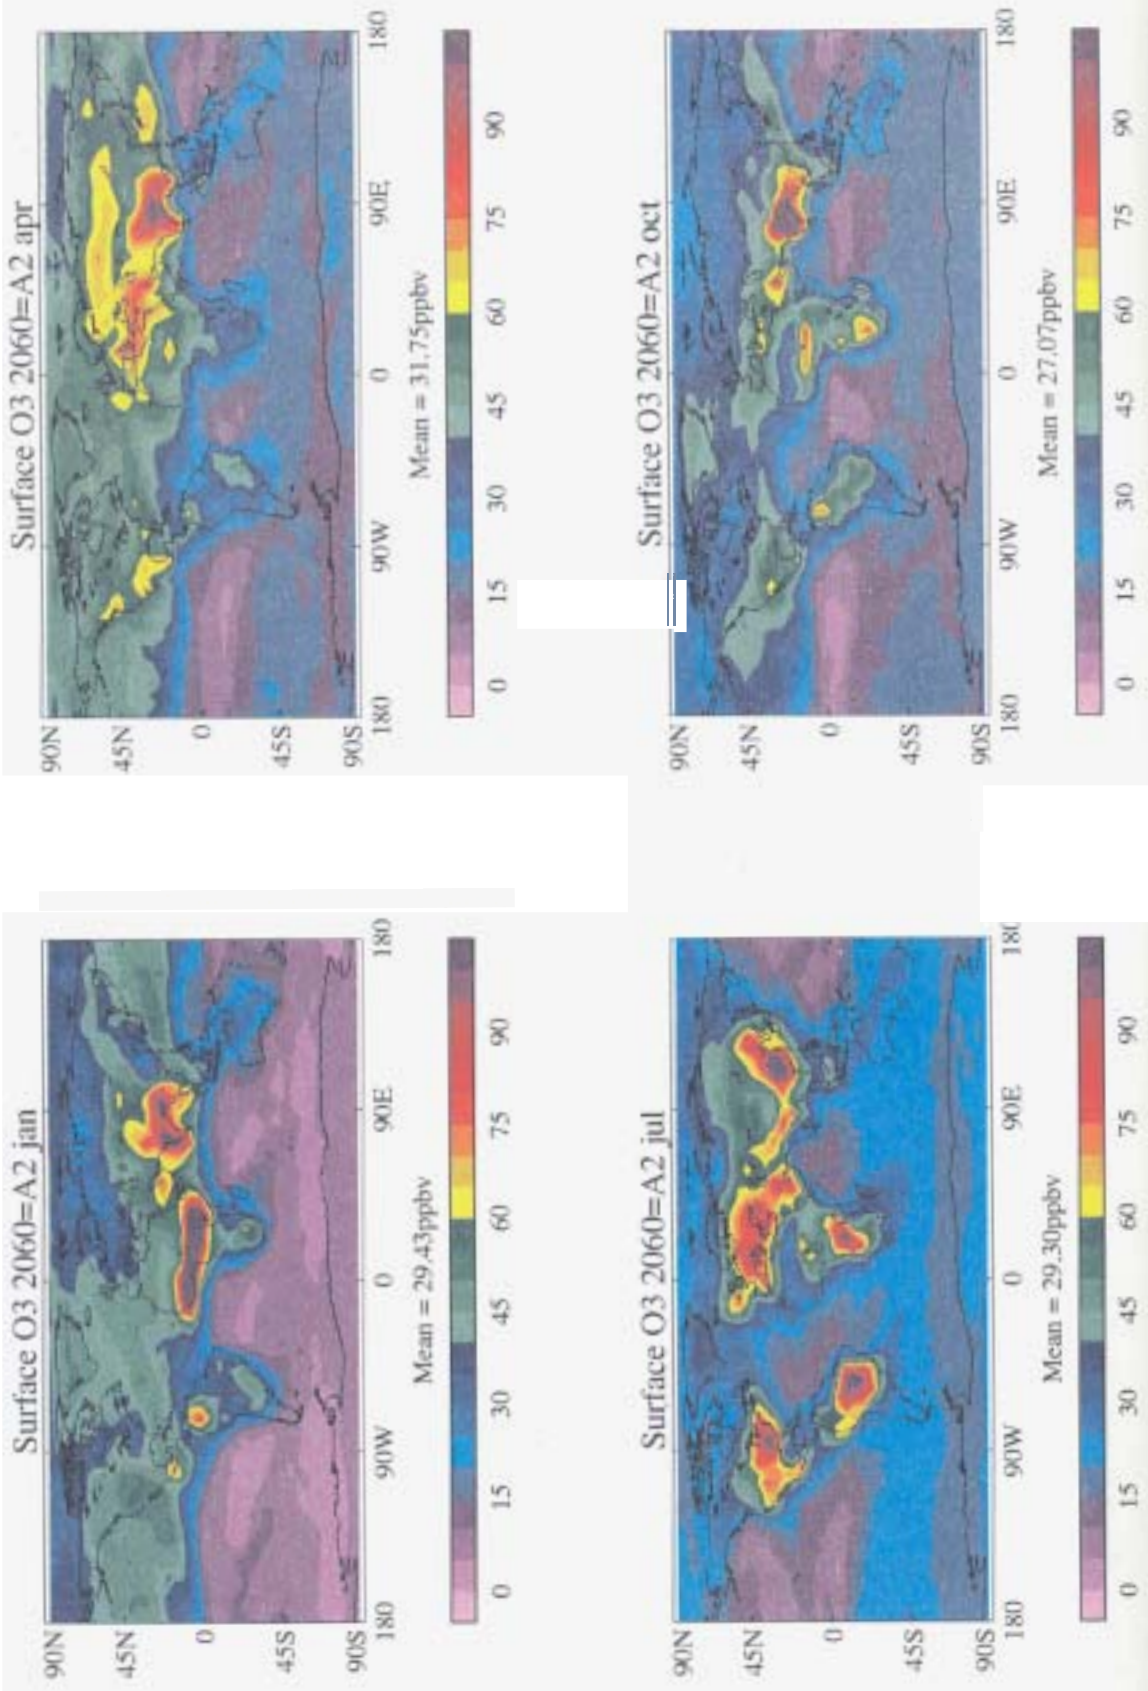 Surface O3 2060=A2 jan
90N
45N
0
45S
90S
180 90W 0 90E 180
Mean = 29.43ppbv
0 15 30 45 60 75 90
Surface O3 2060=A2 apr
90N
45N
0
45S
90S
180 90W 0 90E 180
Mean = 31.75ppbv
0 15 30 45 60 75 90
Surface O3 2060=A2 jul
90N
45N
0
45S
90S
180 90W 0 90E 180
Mean = 29.30ppbv
0 15 30 45 60 75 90
Surface O3 2060=A2 oct
90N
45N
0
45S
90S
180 90W 0 90E 180
Mean = 27.07ppbv
0 15 30 45 60 75 90